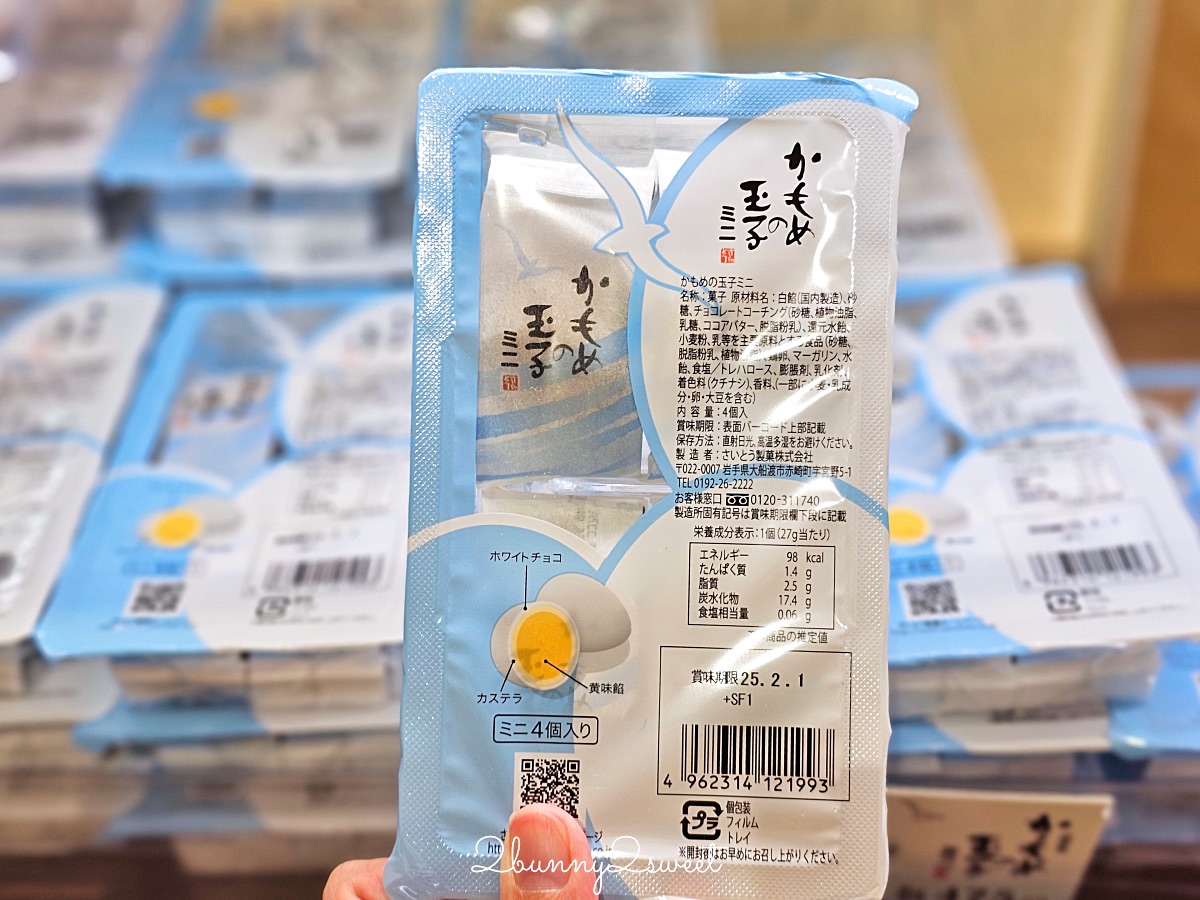 かもめの
玉子
ミニ
かもめの
玉子
ミニ
かもめの玉子ミニ
名称:菓子 原材料名:白餡(国内製造)、砂
糖、チョコレートコーチング(砂糖、植物油脂、
乳糖、ココアバター、脱脂粉乳)、還元水飴、
小麦粉、乳等を主要原料とする食品(砂糖、
脱脂粉乳、植物油脂)、鶏卵、マーガリン、水
飴、食塩/トレハロース、膨脹剤、乳化剤、
着色料(クチナシ)、香料、(一部に小麦・乳成
分・卵・大豆を含む)
内容量:4個入
賞味期限:表面バーコード上部記載
保存方法:直射日光、高温多湿をお避けください。
製造者:さいとう製菓株式会社
〒022-0007 岩手県大船渡市赤崎町字宮野5-1
TEL 0192-26-2222
お客様窓口 0120-311740
製造所固有記号は賞味期限欄下段に記載
栄養成分表示:1個(27g当たり)
エネルギー 98 kcal
たんぱく質 1.4 g
脂質 2.5 g
炭水化物 17.4 g
食塩相当量 0.06 g
商品の推定値
ホワイトチョコ
カステラ
黄味餡
ミニ4個入り
賞味期限 25.2.1
+SF1
4 962314 121993
プラ
個包装
フィルム
トレイ
※開封後はお早めにお召し上がりください。
2bunny2sweet